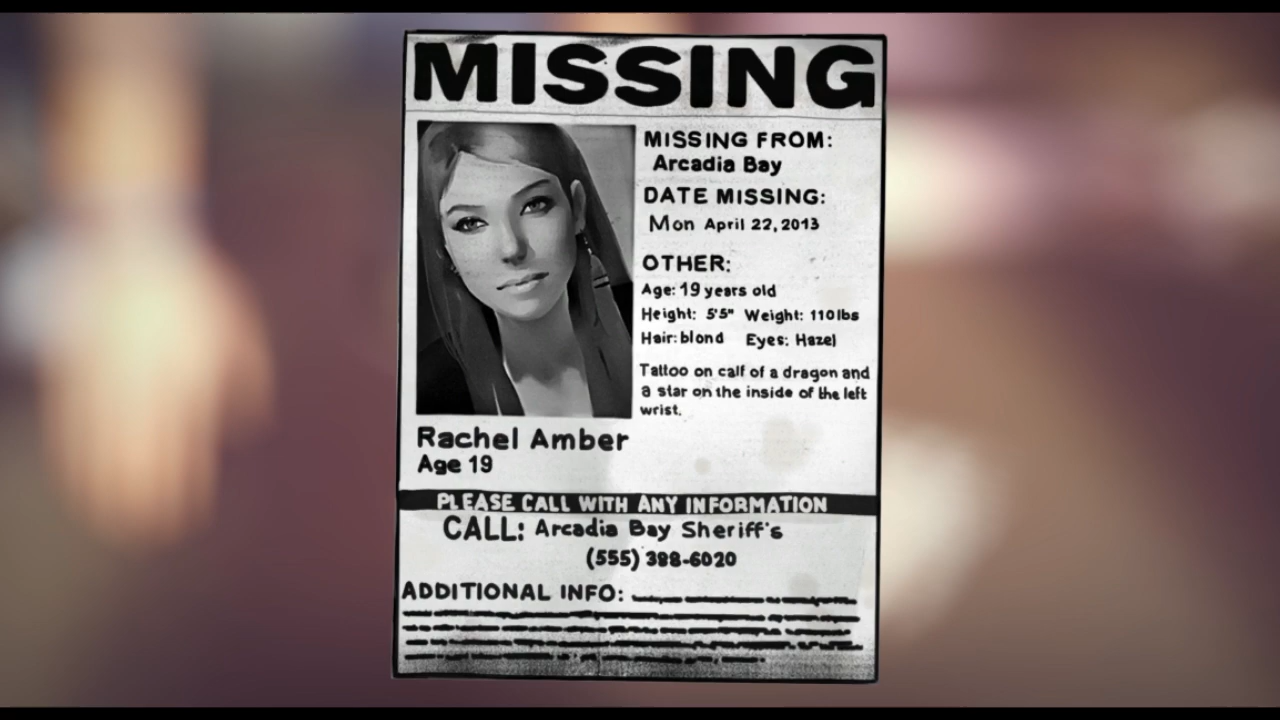 MISSING
MISSING FROM:
Arcadia Bay
DATE MISSING:
Mon April 22, 2013
OTHER:
Age: 19 years old
Height: 5'5" Weight: 110lbs
Hair: blond Eyes: Hazel
Tattoo on calf of a dragon and
a star on the inside of the left
wrist.
Rachel Amber
Age 19
PLEASE CALL WITH ANY INFORMATION
CALL: Arcadia Bay Sheriff's
(555) 388-6020
ADDITIONAL INFO: